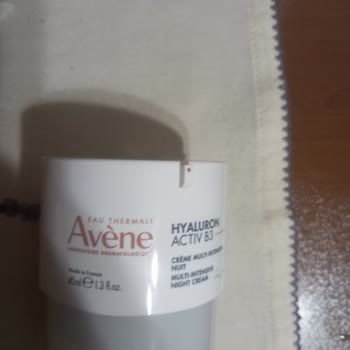 EAU THERMALE
Avène
LABORATOIRE DERMATOLOGIQUE
made in France
40ml e 1.3 fl.oz.
HYALURON
ACTIV B3
CRÈME MULTI-INTENSIVE
NUIT
MULTI-INTENSIVE
NIGHT CREAM